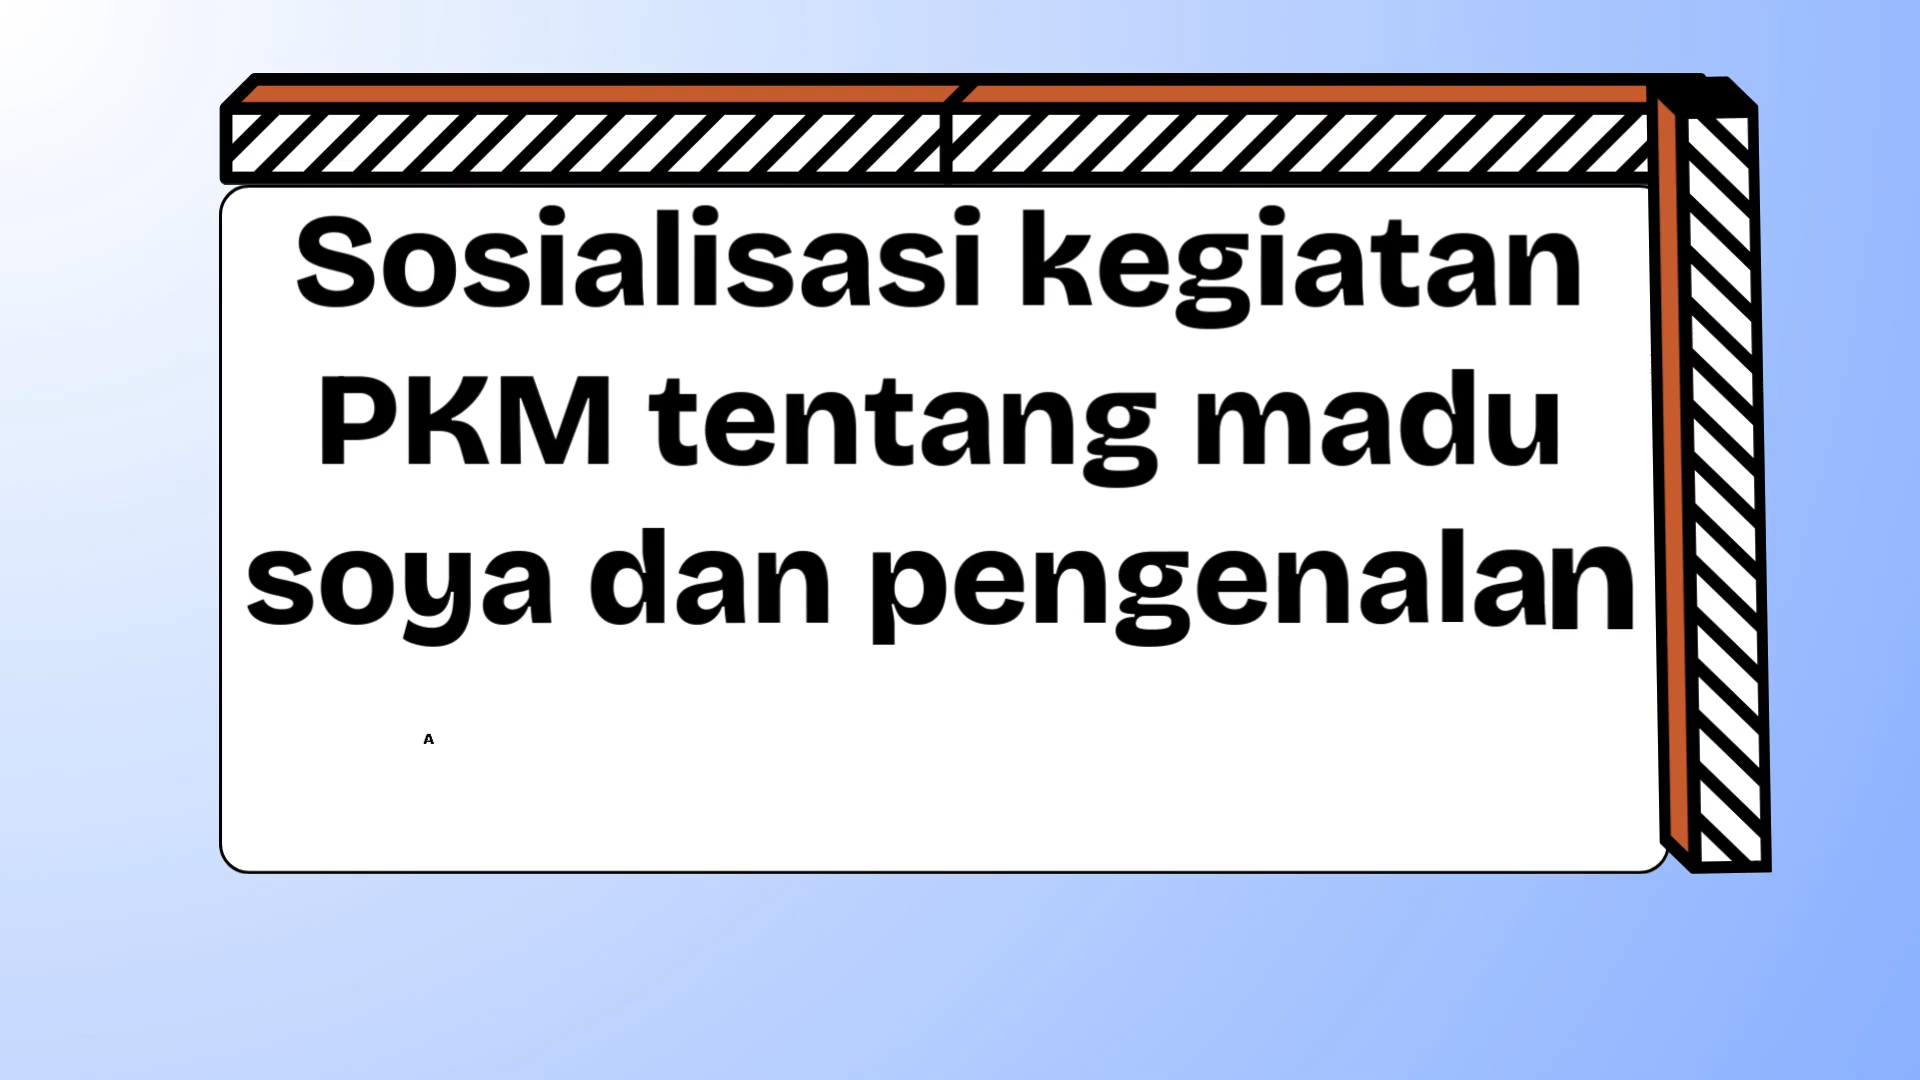 Sosialisasi kegiatan
PKM tentang madu
soya dan pengenalan
A